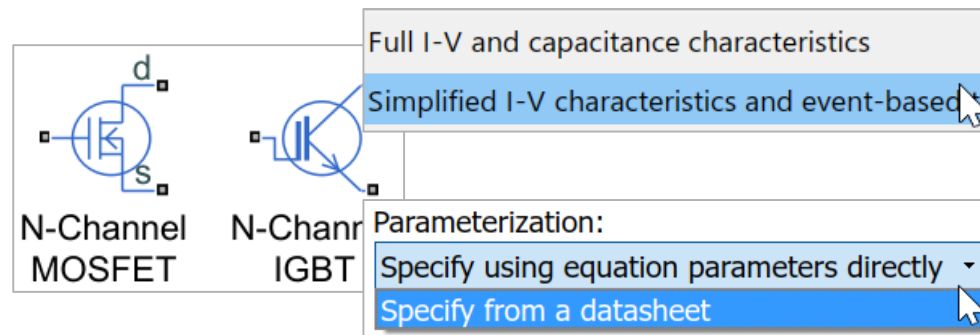 Full I-V and capacitance characteristics
Simplified I-V characteristics and event-based
d
s
N-Channel
MOSFET
N-Chann
IGBT
Parameterization:
Specify using equation parameters directly
Specify from a datasheet